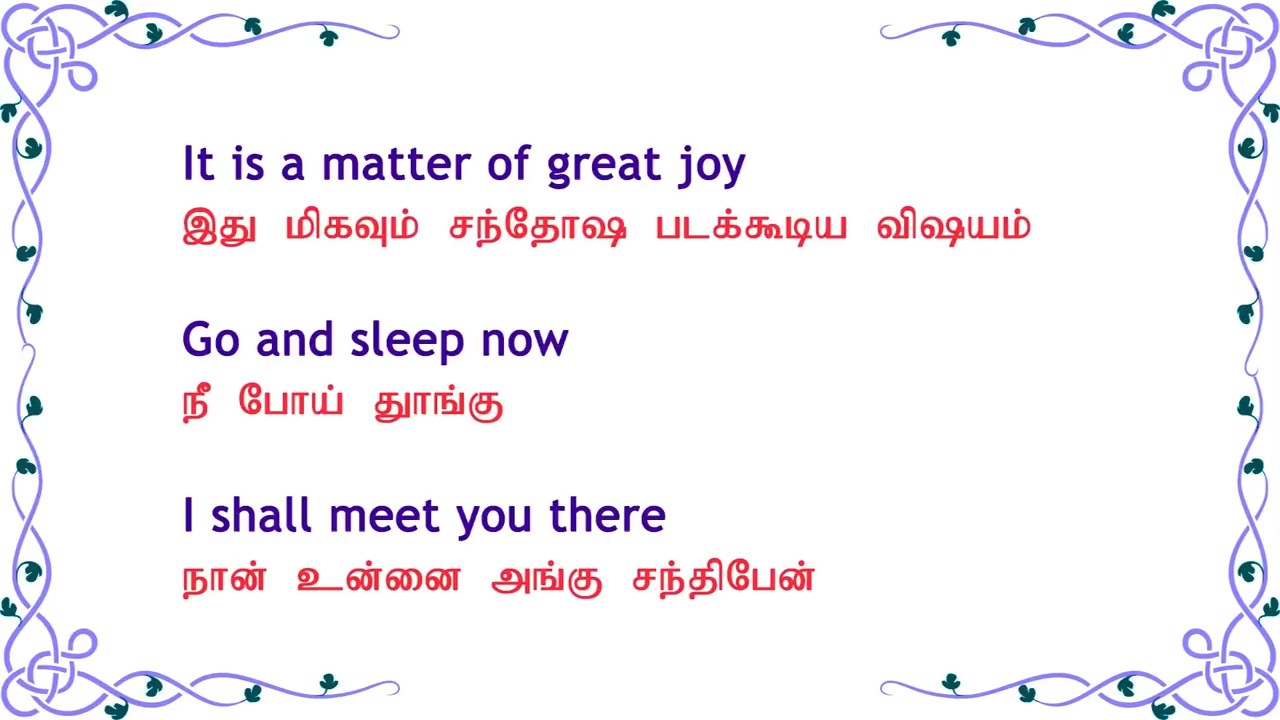 It is a matter of great joy
இது மிகவும் சந்தோஷ படக்கூடிய விஷயம்
Go and sleep now
நீ போய் தூங்கு
I shall meet you there
நான் உன்னை அங்கு சந்திபேன்